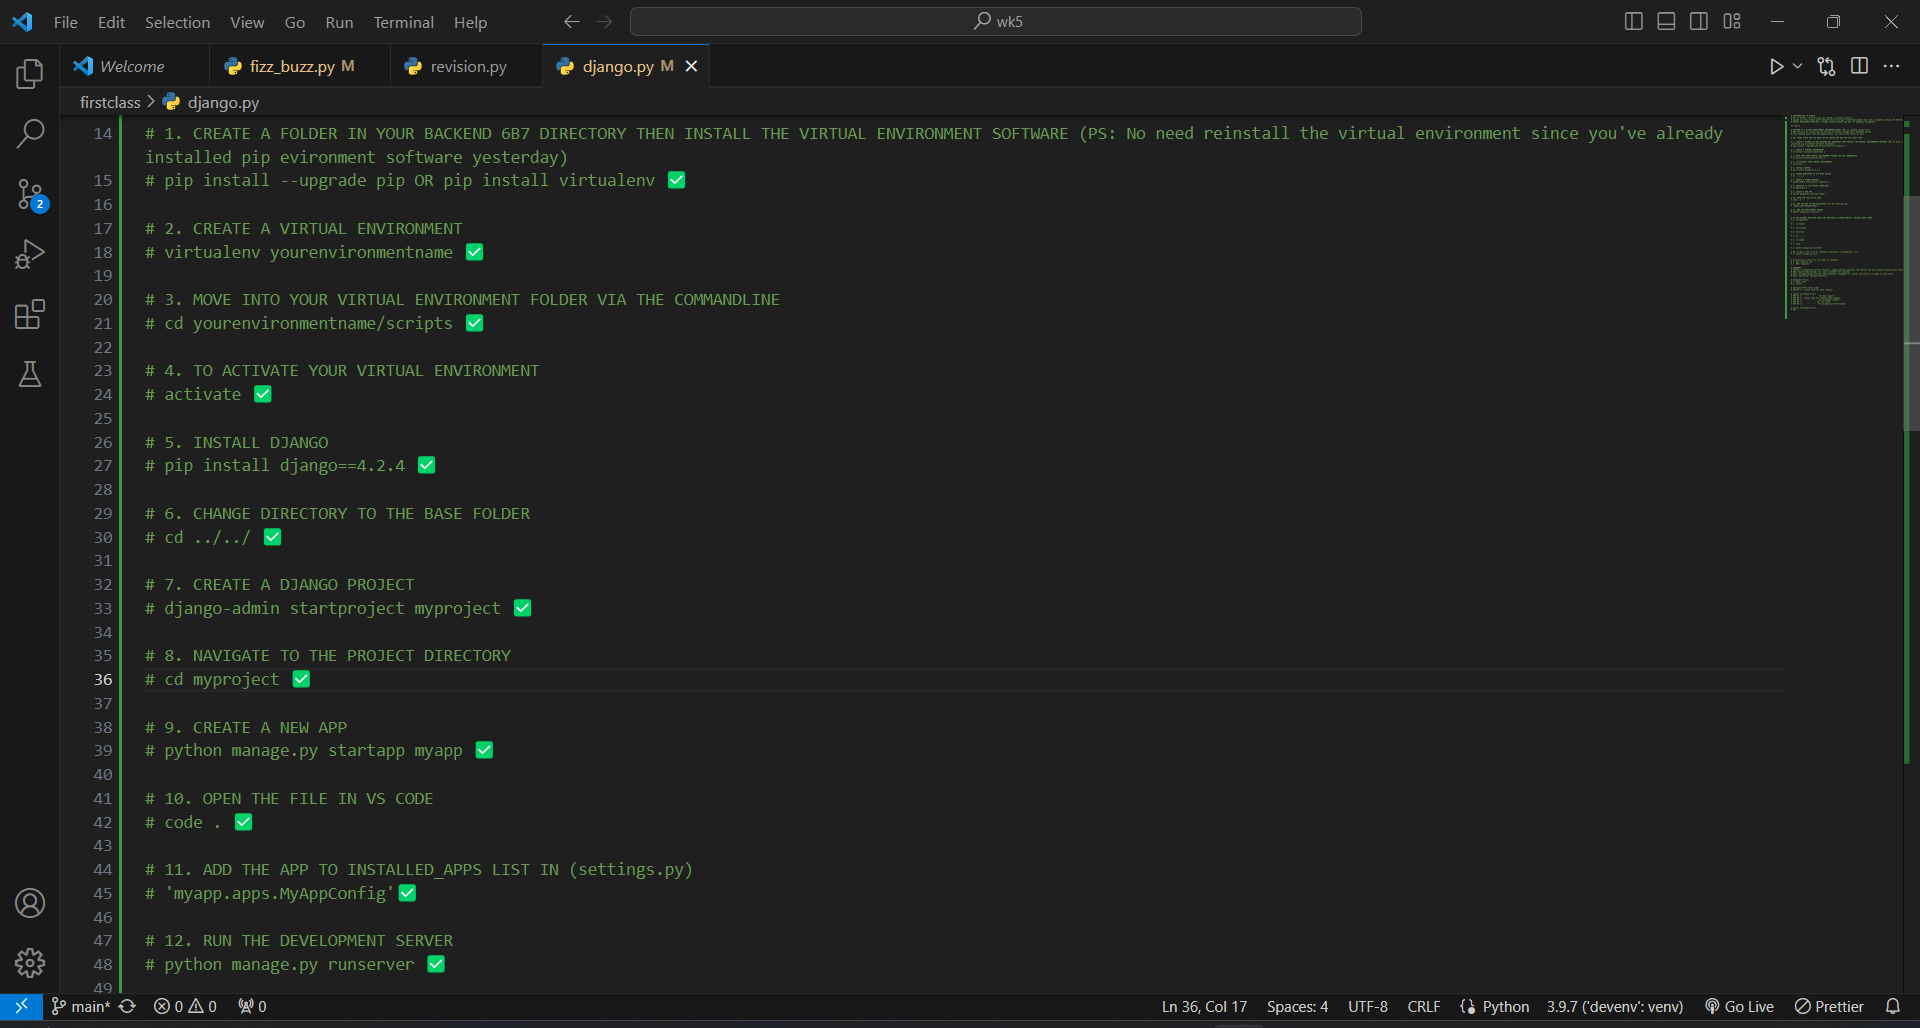 File Edit Selection View Go Run Terminal Help wk5
Welcome fizz_buzz.py M revision.py django.py M
firstclass django.py
14 # 1. CREATE A FOLDER IN YOUR BACKEND 6B7 DIRECTORY THEN INSTALL THE VIRTUAL ENVIRONMENT SOFTWARE (PS: No need reinstall the virtual environment since you've already
installed pip evironment software yesterday)
15 # pip install --upgrade pip OR pip install virtualenv ✅
16
17 # 2. CREATE A VIRTUAL ENVIRONMENT
18 # virtualenv yourenvironmentname ✅
19
20 # 3. MOVE INTO YOUR VIRTUAL ENVIRONMENT FOLDER VIA THE COMMANDLINE
21 # cd yourenvironmentname/scripts ✅
22
23 # 4. TO ACTIVATE YOUR VIRTUAL ENVIRONMENT
24 # activate ✅
25
26 # 5. INSTALL DJANGO
27 # pip install django==4.2.4 ✅
28
29 # 6. CHANGE DIRECTORY TO THE BASE FOLDER
30 # cd ../../ ✅
31
32 # 7. CREATE A DJANGO PROJECT
33 # django-admin startproject myproject ✅
34
35 # 8. NAVIGATE TO THE PROJECT DIRECTORY
36 # cd myproject ✅
37
38 # 9. CREATE A NEW APP
39 # python manage.py startapp myapp ✅
40
41 # 10. OPEN THE FILE IN VS CODE
42 # code . ✅
43
44 # 11. ADD THE APP TO INSTALLED_APPS LIST IN (settings.py)
45 # 'myapp.apps.MyAppConfig'✅
46
47 # 12. RUN THE DEVELOPMENT SERVER
48 # python manage.py runserver ✅
49
2
main* 0 0 0 Ln 36, Col 17 Spaces: 4 UTF-8 CRLF Python 3.9.7 ('devenv': venv) Go Live Prettier